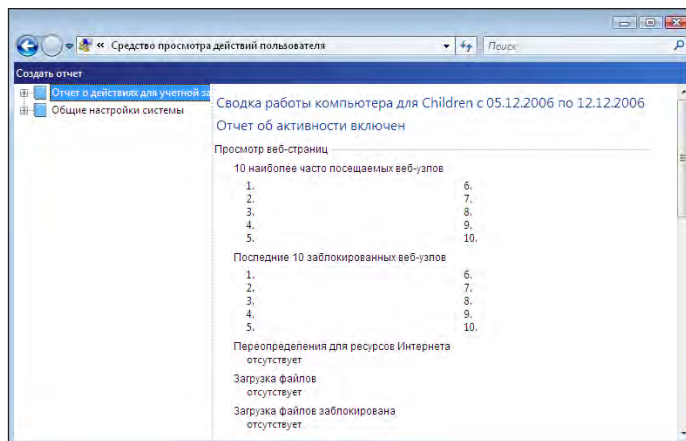 « Средство просмотра действий пользователя
Поиск
Создать отчет
Отчет о действиях для учетной за
Общие настройки системы
Сводка работы компьютера для Children с 05.12.2006 по 12.12.2006
Отчет об активности включен
Просмотр веб-страниц
10 наиболее часто посещаемых веб-узлов
1. 6.
2. 7.
3. 8.
4. 9.
5. 10.
Последние 10 заблокированных веб-узлов
1. 6.
2. 7.
3. 8.
4. 9.
5. 10.
Переопределения для ресурсов Интернета
отсутствует
Загрузка файлов
отсутствует
Загрузка файлов заблокирована
отсутствует